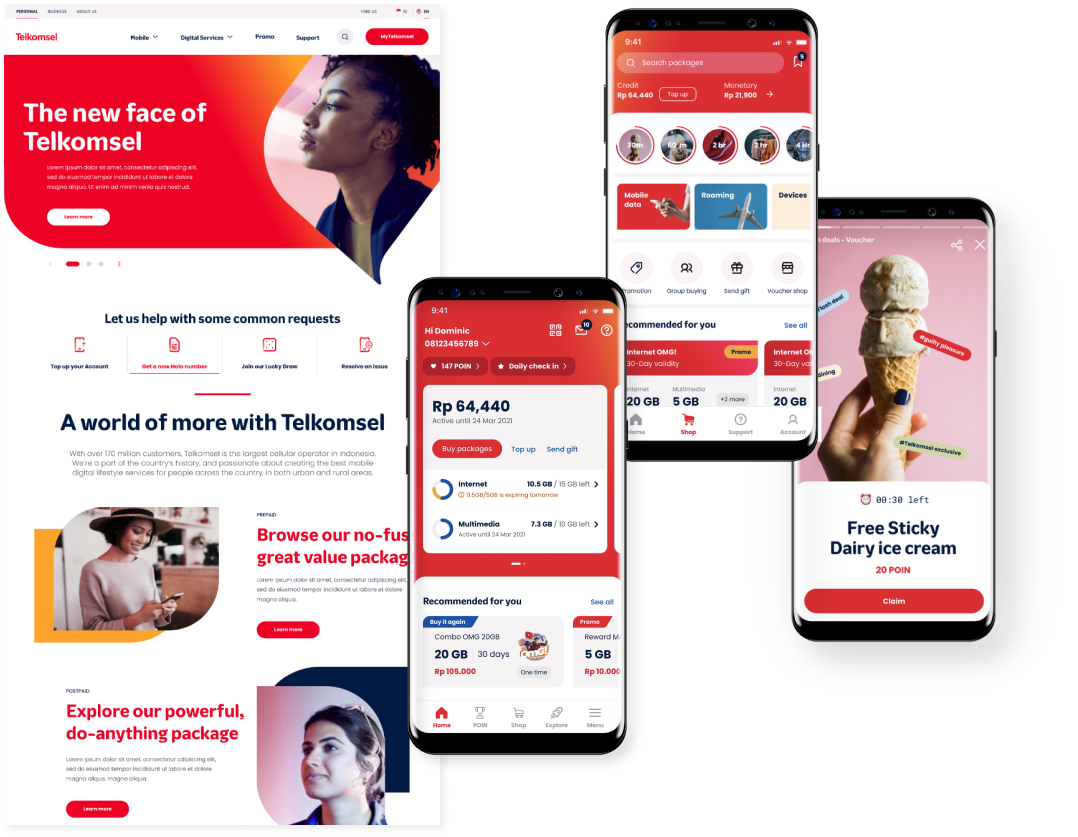 PERSONAL BUSINESS ABOUT US FIND US ID EN
Telkomsel Mobile Digital Services Promo Support MyTelkomsel
The new face of
Telkomsel
Lorem ipsum dolor sit amet, consectetur adipiscing elit,
sed do eiusmod tempor incididunt ut labore et dolore
magna aliqua. Ut enim ad minim venia quis nostrud.
Learn more
Let us help with some common requests
Top up your Account
Get a new Halo number
Join our Lucky Draw
Resolve an issue
A world of more with Telkomsel
With over 170 million customers, Telkomsel is the largest cellular operator in Indonesia.
We're a part of the country's history, and passionate about creating the best mobile
digital lifestyle services for people across the country, in both urban and rural areas.
PREPAID
Browse our no-fus
great value packag
Lorem ipsum dolor sit amet, consectetur adipiscing elit,
sed do eiusmod tempor incididunt ut labore et dolore
magna aliqua.
Learn more
POSTPAID
Explore our powerful,
do-anything package
Lorem ipsum dolor sit amet, consectetur adipiscing elit,
sed do eiusmod tempor incididunt ut labore et dolore
magna aliqua. magna aliqua.
Learn more
9:41
Hi Dominic
10
08123456789
147 POIN
Daily check in
Rp 64,440
Active until 24 Mar 2021
Buy packages Top up Send gift
Internet 10.5 GB / 15 GB left
0.5GB/5GB is expiring tomorrow
Multimedia 7.3 GB / 10 GB left
Active until 24 Mar 2021
Recommended for you See all
Buy it again
Combo OMG 20GB
20 GB 30 days
Rp 105.000
omg!
One time
Promo
Reward M
5 GB
Rp 10.000
Home POIN Shop Explore Menu
9:41
Search packages
5
Credit
Rp 64,440
Top up
Monetary
Rp 21,900
30m 60 m 2 hr 2 hr 4 Hr
Mobile
data
Roaming
Devices
romotion Group buying Send gift Voucher shop
commended for you See all
Internet OMG!
Promo
30-Day validity
Internet
20 GB
Multimedia
5 GB
+2 more
Internet O
30-Day va
Internet
20 GB
Home Shop Support Account
h deals - Voucher
flash deal
#guilty pleasure
dining
#Telkomsel exclusive
00:30 left
Free Sticky
Dairy ice cream
20 POIN
Claim